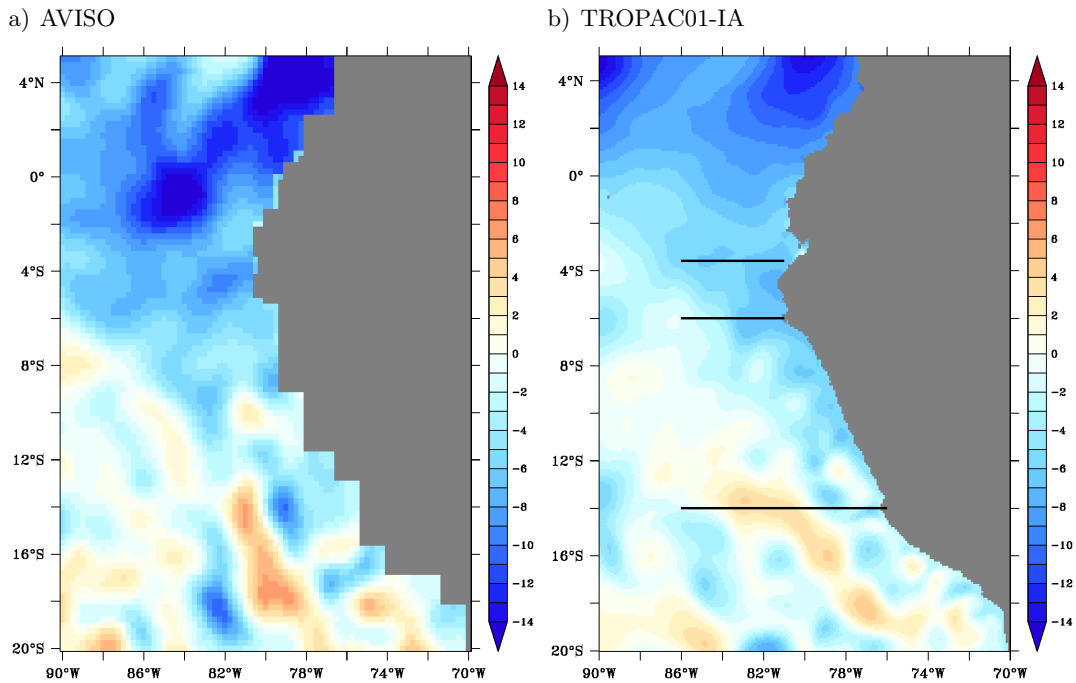 a) AVISO
b) TROPAC01-IA
4°N
0°
4°S
8°S
12°S
16°S
20°S
90°W
86°W
82°W
78°W
74°W
70°W
14
12
10
8
6
4
2
0
−2
−4
−6
−8
−10
−12
−14
4°N
0°
4°S
8°S
12°S
16°S
20°S
90°W
86°W
82°W
78°W
74°W
70°W
14
12
10
8
6
4
2
0
−2
−4
−6
−8
−10
−12
−14